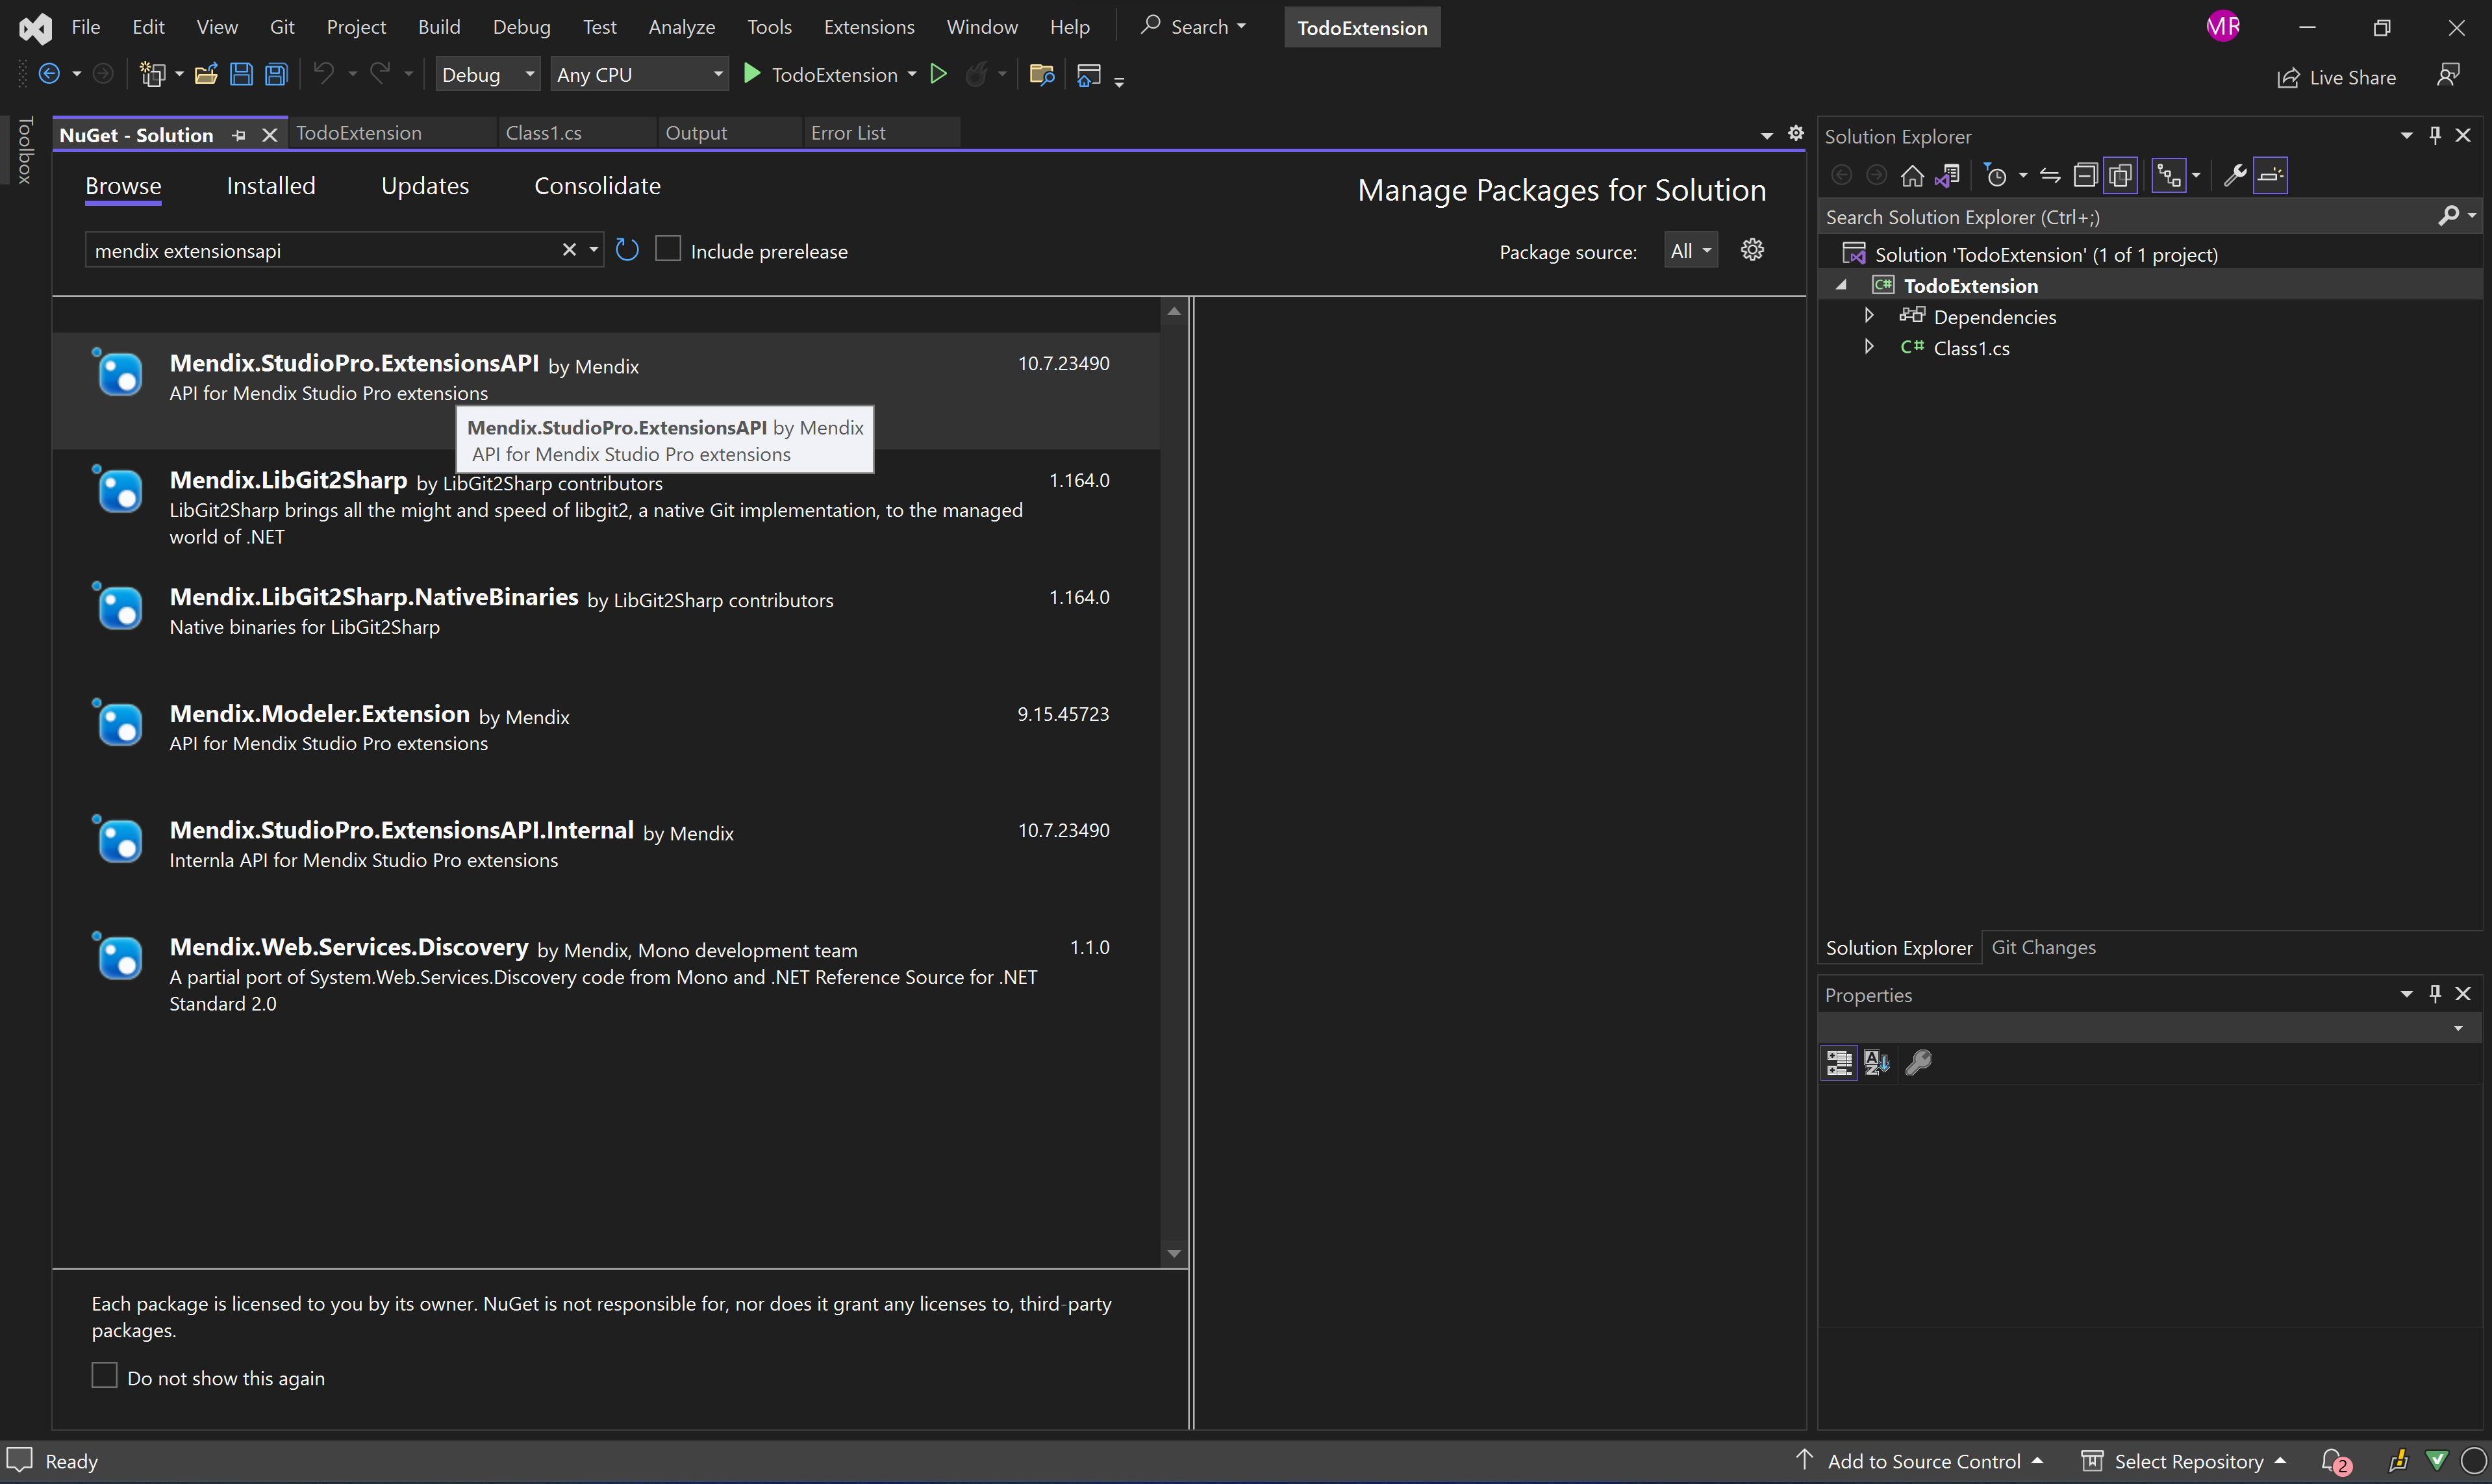 File Edit View Git Project Build Debug Test Analyze Tools Extensions Window Help Search TodoExtension MR
Debug Any CPU TodoExtension Live Share
Toolbox
NuGet - Solution TodoExtension Class1.cs Output Error List
Browse Installed Updates Consolidate
Manage Packages for Solution
mendix extensionsapi
Include prerelease
Package source: All
Mendix.StudioPro.ExtensionsAPI by Mendix 10.7.23490
API for Mendix Studio Pro extensions
Mendix.StudioPro.ExtensionsAPI by Mendix
API for Mendix Studio Pro extensions
Mendix.LibGit2Sharp by LibGit2Sharp contributors 1.164.0
LibGit2Sharp brings all the might and speed of libgit2, a native Git implementation, to the managed
world of .NET
Mendix.LibGit2Sharp.NativeBinaries by LibGit2Sharp contributors 1.164.0
Native binaries for LibGit2Sharp
Mendix.Modeler.Extension by Mendix 9.15.45723
API for Mendix Studio Pro extensions
Mendix.StudioPro.ExtensionsAPI.Internal by Mendix 10.7.23490
Internla API for Mendix Studio Pro extensions
Mendix.Web.Services.Discovery by Mendix, Mono development team 1.1.0
A partial port of System.Web.Services.Discovery code from Mono and .NET Reference Source for .NET
Standard 2.0
Each package is licensed to you by its owner. NuGet is not responsible for, nor does it grant any licenses to, third-party
packages.
Do not show this again
Solution Explorer
Search Solution Explorer (Ctrl+;)
Solution 'TodoExtension' (1 of 1 project)
C# TodoExtension
Dependencies
C# Class1.cs
Solution Explorer Git Changes
Properties
Ready
Add to Source Control Select Repository 2